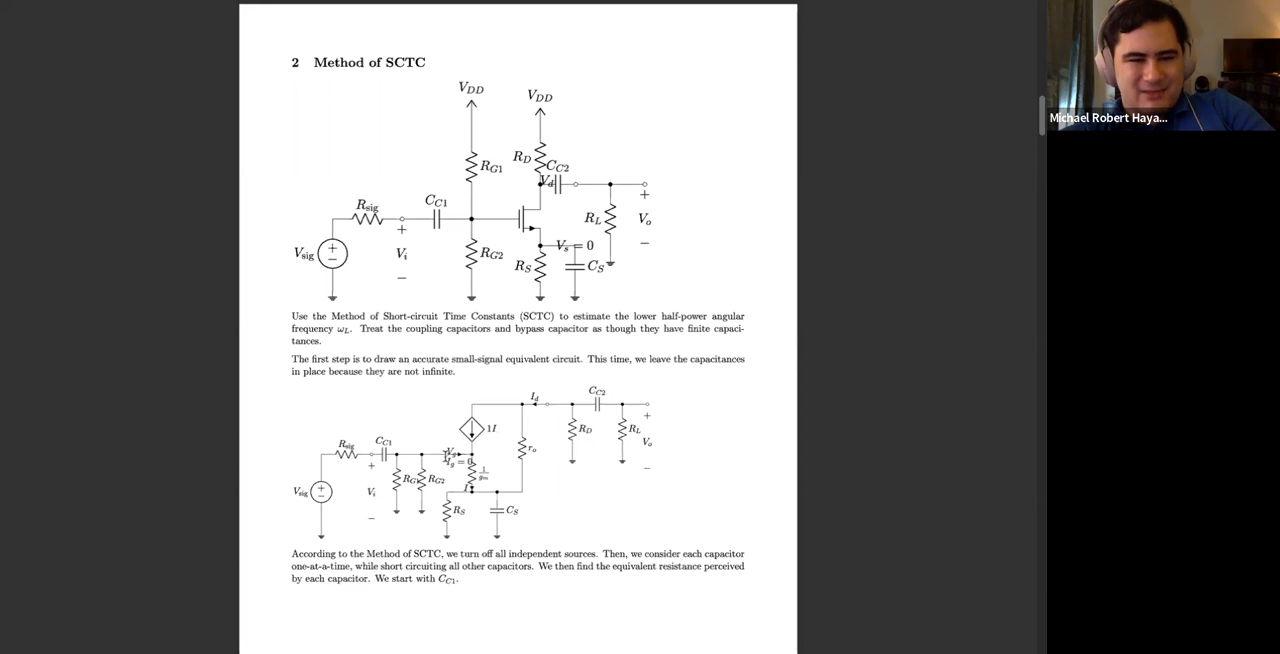 2 Method of SCTC
V_DD
V_DD
R_G1
R_D
C_C2
V_d
R_sig
C_C1
+
V_i
−
V_sig
+
−
R_G2
R_L
+
V_o
−
V_s = 0
R_S
C_S
Use the Method of Short-circuit Time Constants (SCTC) to estimate the lower half-power angular
frequency ω_L. Treat the coupling capacitors and bypass capacitor as though they have finite capaci-
tances.
The first step is to draw an accurate small-signal equivalent circuit. This time, we leave the capacitances
in place because they are not infinite.
C_C2
I_d
+
1I
R_D
R_L
V_o
−
r_o
R_sig
C_C1
V_g
I_g = 0
+
1/g_m
R_G1
R_G2
V_sig
+
−
V_i
−
I
R_S
C_S
According to the Method of SCTC, we turn off all independent sources. Then, we consider each capacitor
one-at-a-time, while short circuiting all other capacitors. We then find the equivalent resistance perceived
by each capacitor. We start with C_C1.
Michael Robert Haya...